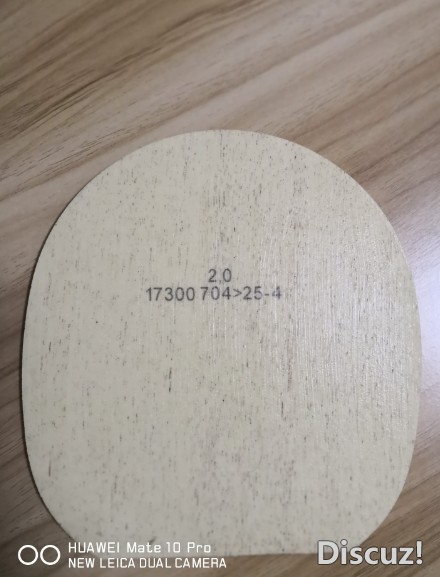 2.0
17300 704>25-4
HUAWEI Mate 10 Pro
NEW LEICA DUAL CAMERA
Discuz!